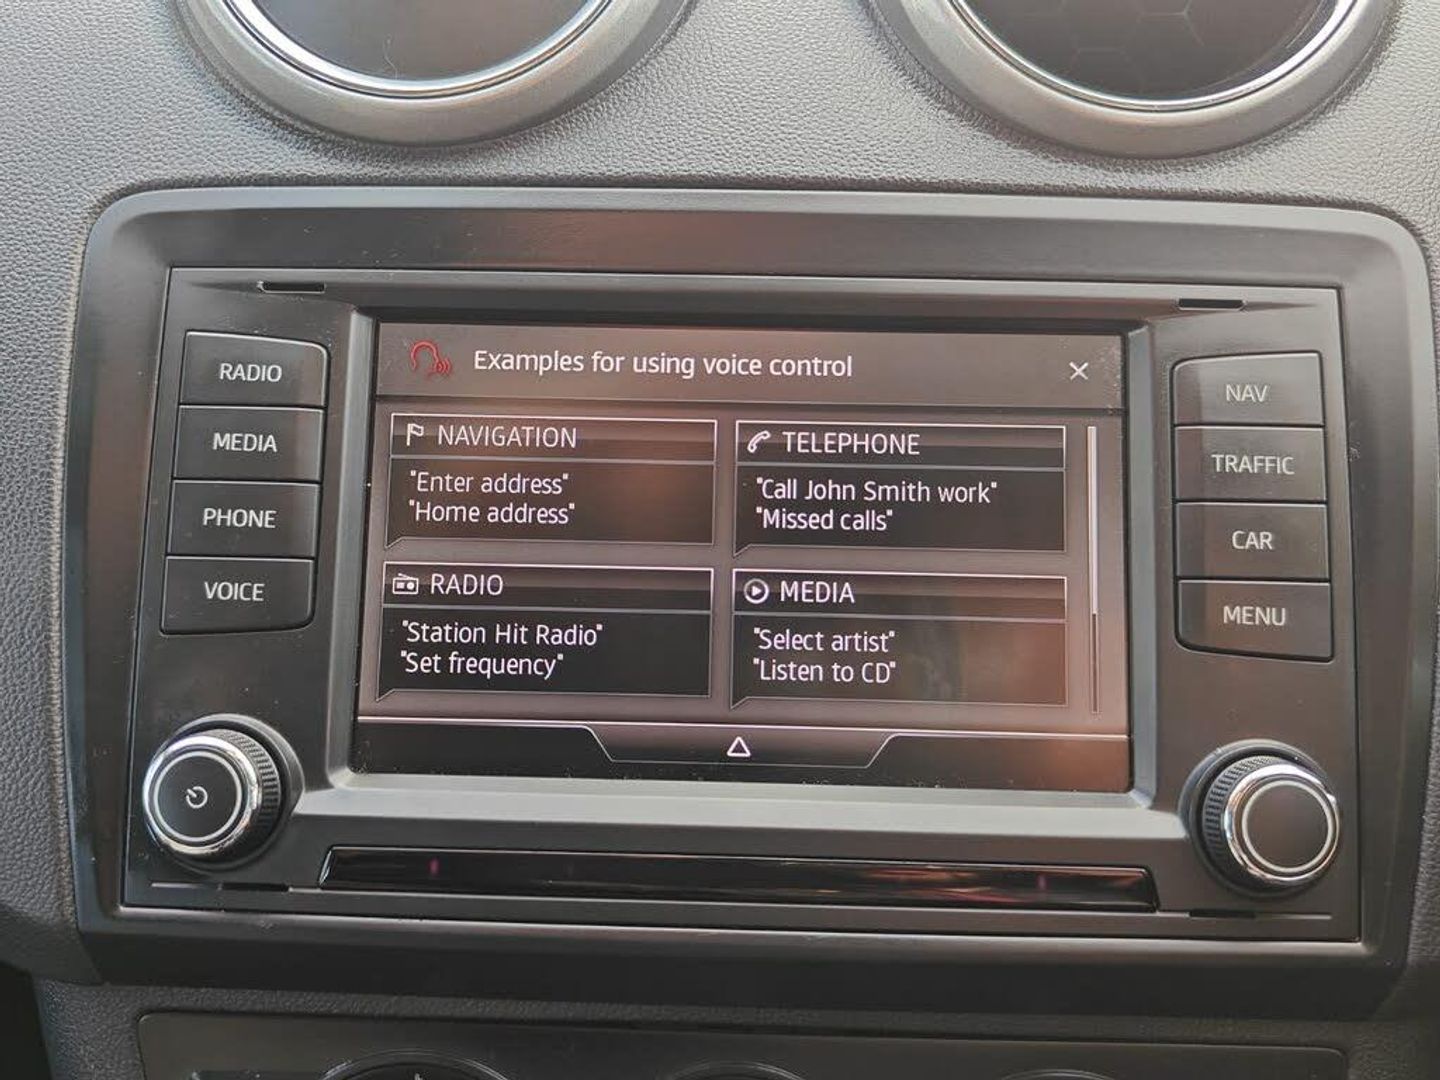 Examples for using voice control
NAVIGATION
"Enter address"
"Home address"
TELEPHONE
"Call John Smith work"
"Missed calls"
RADIO
"Station Hit Radio"
"Set frequency"
MEDIA
"Select artist"
"Listen to CD"
RADIO
MEDIA
PHONE
VOICE
NAV
TRAFFIC
CAR
MENU